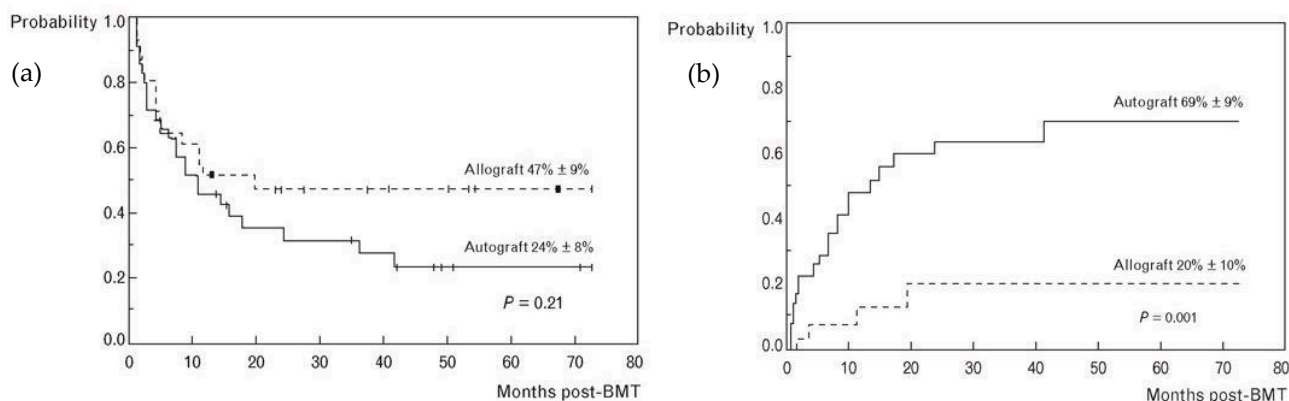 (a)
Probability
1.0
0.8
0.6
0.4
0.2
0.0
Allograft 47% ± 9%
Autograft 24% ± 8%
P = 0.21
0 10 20 30 40 50 60 70 80
Months post-BMT
(b)
Probability
1.0
0.8
0.6
0.4
0.2
0.0
Autograft 69% ± 9%
Allograft 20% ± 10%
P = 0.001
0 10 20 30 40 50 60 70 80
Months post-BMT